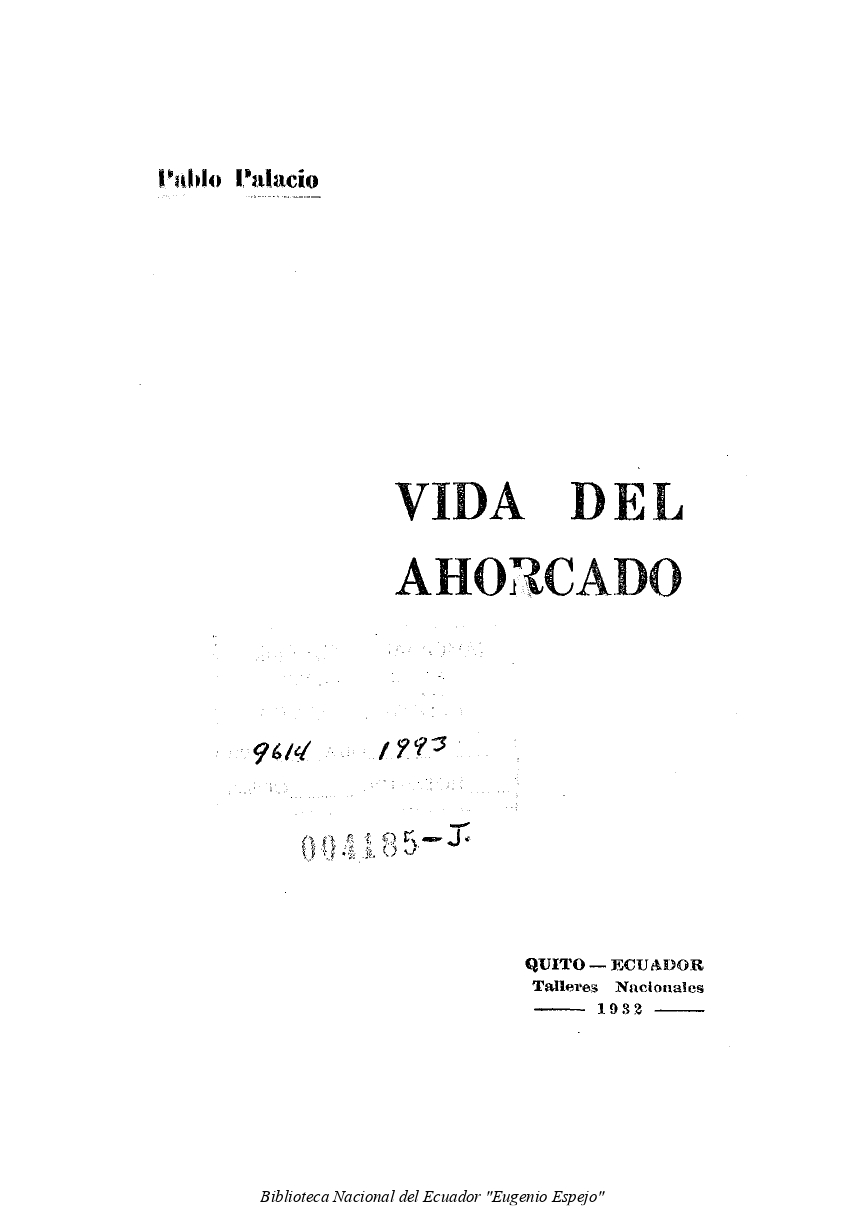 Pablo Palacio
VIDA DEL
AHORCADO
9614 1993
004185-J.
QUITO — ECUADOR
Talleres Nacionales
1932
Biblioteca Nacional del Ecuador "Eugenio Espejo"